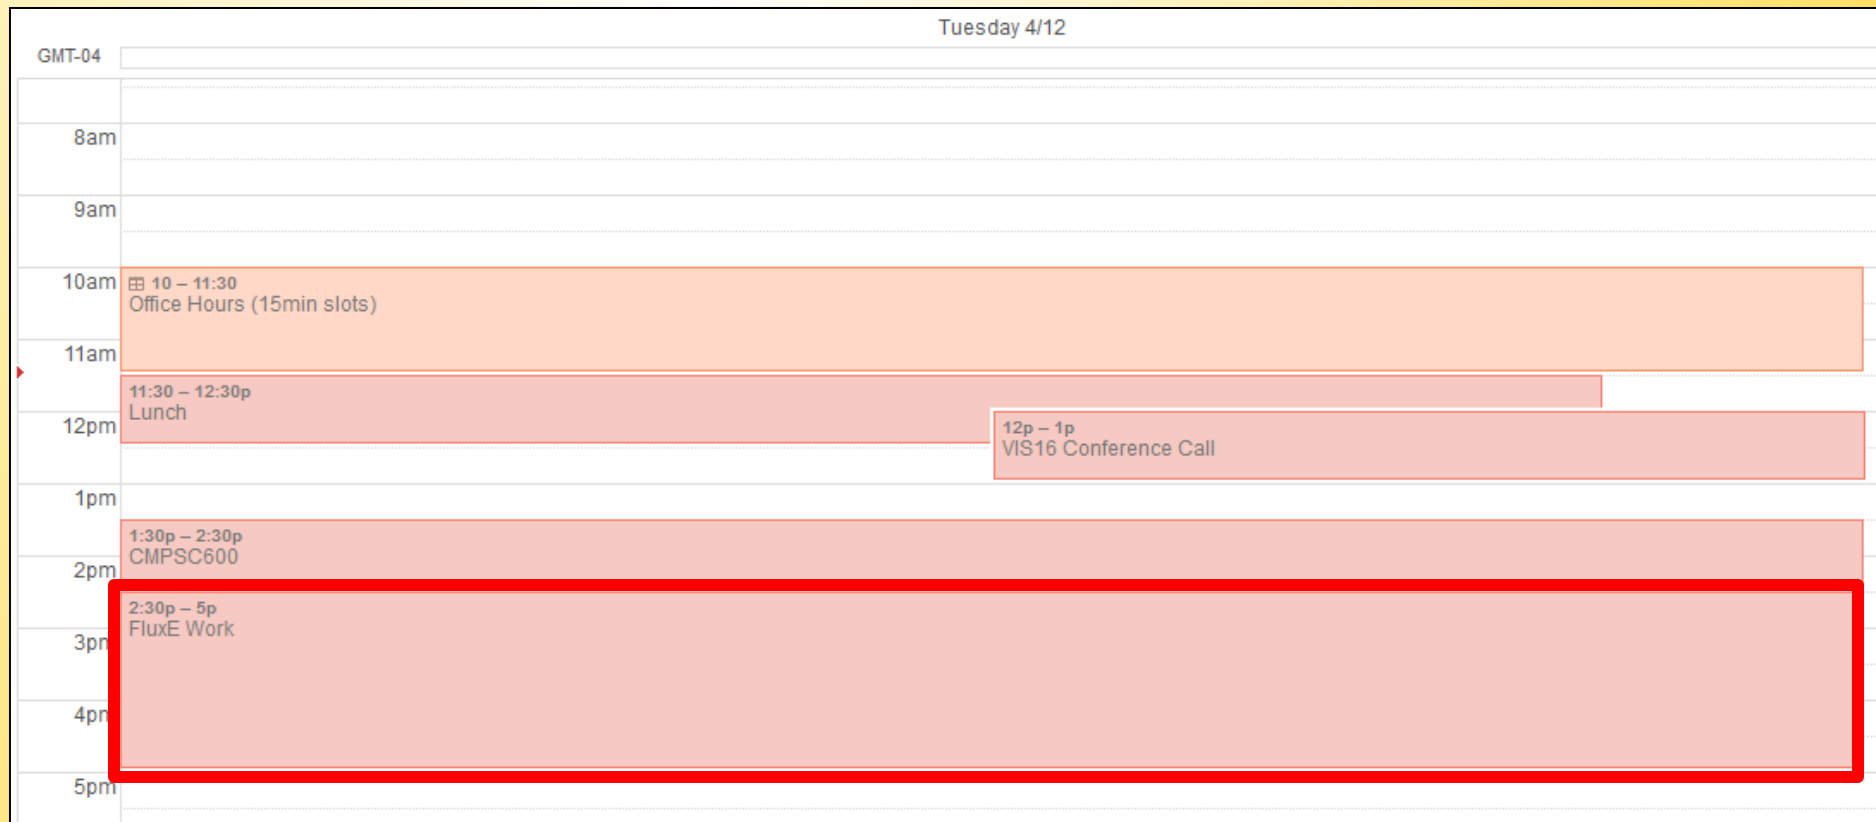 Tuesday 4/12
GMT-04
8am
9am
10am
10 – 11:30
Office Hours (15min slots)
11am
11:30 – 12:30p
Lunch
12pm
12p – 1p
VIS16 Conference Call
1pm
1:30p – 2:30p
CMPSC600
2pm
2:30p – 5p
FluxE Work
3pm
4pm
5pm